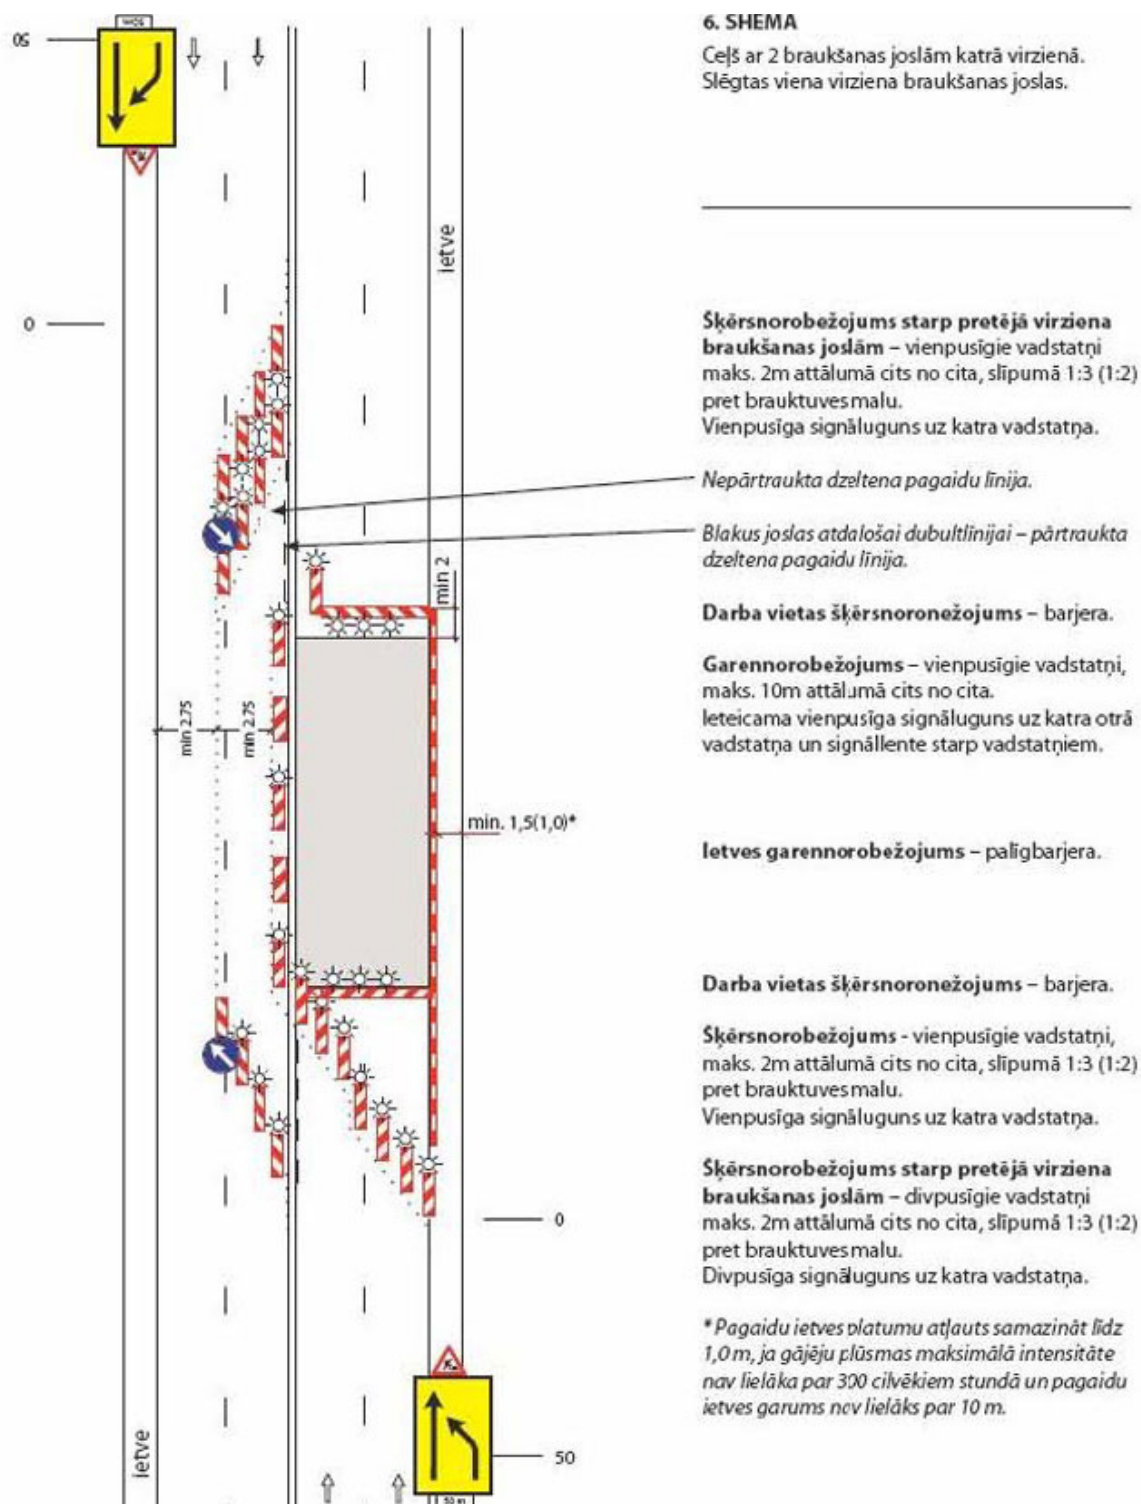 6. SHEMA
Ceļš ar 2 braukšanas joslām katrā virzienā.
Slēgtas viena virziena braukšanas joslas.
50m
50
ietve
0
Šķērsnorobežojums starp pretējā virziena
braukšanas joslām – vienpusīgie vadstatņi
maks. 2m attālumā cits no cita, slīpumā 1:3 (1:2)
pret brauktuves malu.
Vienpusīga signāluguns uz katra vadstatņa.
Nepārtraukta dzeltena pagaidu līnija.
Blakus joslas atdalošai dubultlīnijai – pārtraukta
dzeltena pagaidu līnija.
min 2
Darba vietas šķērsnoronežojums – barjera.
Garennorobežojums – vienpusīgie vadstatņi,
maks. 10m attālumā cits no cita.
Ieteicama vienpusīga signāluguns uz katra otrā
vadstatņa un signāllente starp vadstatņiem.
min 2.75
min 2.75
min. 1,5(1,0)*
Ietves garennorobežojums – palīgbarjera.
Darba vietas šķērsnoronežojums – barjera.
Šķērsnorobežojums - vienpusīgie vadstatņi,
maks. 2m attālumā cits no cita, slīpumā 1:3 (1:2)
pret brauktuves malu.
Vienpusīga signāluguns uz katra vadstatņa.
Šķērsnorobežojums starp pretējā virziena
braukšanas joslām – divpusīgie vadstatņi
maks. 2m attālumā cits no cita, slīpumā 1:3 (1:2)
pret brauktuves malu.
Divpusīga signāluguns uz katra vadstatņa.
0
* Pagaidu ietves platumu atļauts samazināt līdz
1,0 m, ja gājēju plūsmas maksimālā intensitāte
nav lielāka par 300 cilvēkiem stundā un pagaidu
ietves garums nav lielāks par 10 m.
ietve
50
50 m